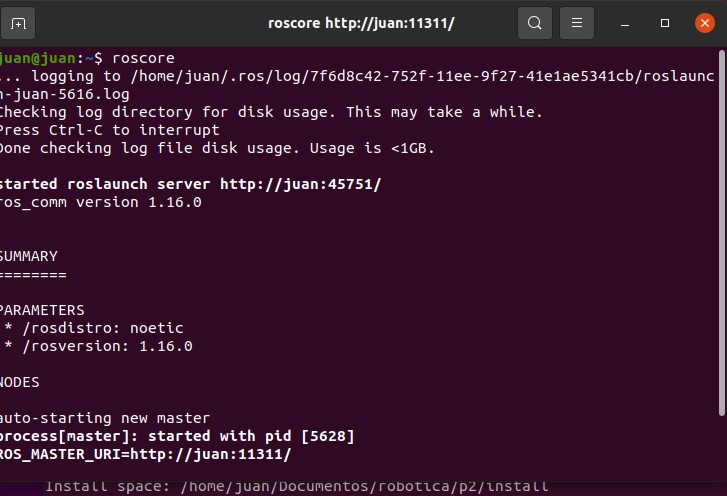 roscore http://juan:11311/
juan@juan:~$ roscore
... logging to /home/juan/.ros/log/7f6d8c42-752f-11ee-9f27-41e1ae5341cb/roslaunc
h-juan-5616.log
Checking log directory for disk usage. This may take a while.
Press Ctrl-C to interrupt
Done checking log file disk usage. Usage is <1GB.
started roslaunch server http://juan:45751/
ros_comm version 1.16.0
SUMMARY
========
PARAMETERS
* /rosdistro: noetic
* /rosversion: 1.16.0
NODES
auto-starting new master
process[master]: started with pid [5628]
ROS_MASTER_URI=http://juan:11311/
Install space: /home/juan/Documentos/robotica/p2/install